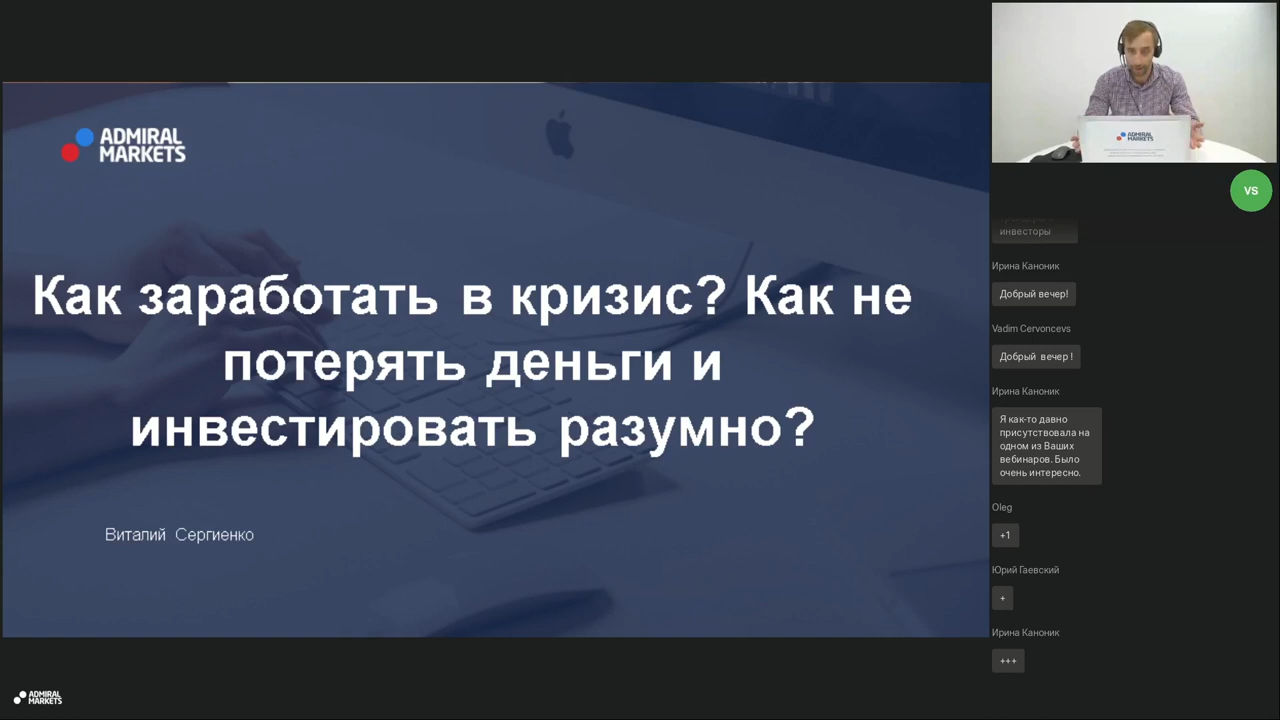 ADMIRAL
MARKETS
Как заработать в кризис? Как не
потерять деньги и
инвестировать разумно?
Виталий Сергиенко
ADMIRAL
MARKETS
ADMIRAL
MARKETS
VS
инвесторы
Ирина Каноник
Добрый вечер!
Vadim Cervoncevs
Добрый вечер !
Ирина Каноник
Я как-то давно
присутствовала на
одном из Ваших
вебинаров. Было
очень интересно.
Oleg
+1
Юрий Гаевский
+
Ирина Каноник
+++